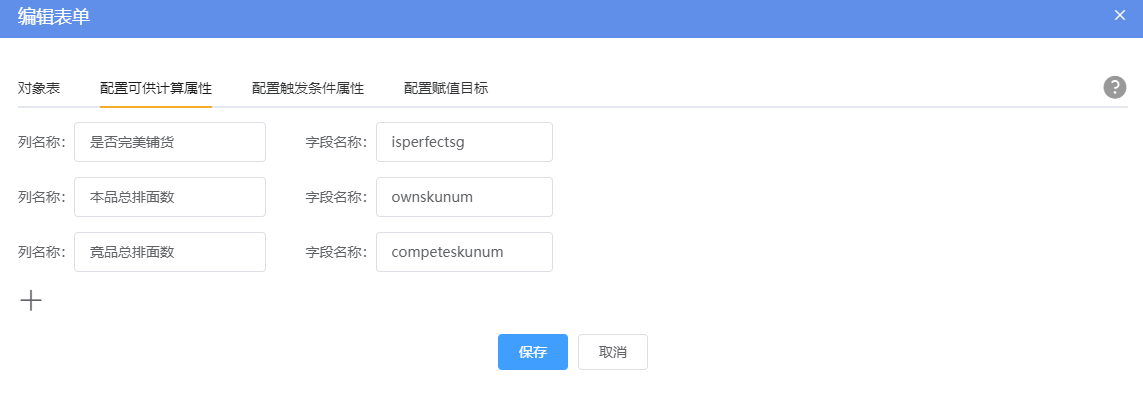 编辑表单
对象表 配置可供计算属性 配置触发条件属性 配置赋值目标 ?
列名称: 是否完美铺货 字段名称: isperfectsg
列名称: 本品总排面数 字段名称: ownskunum
列名称: 竟品总排面数 字段名称: competeskunum
保存 取消